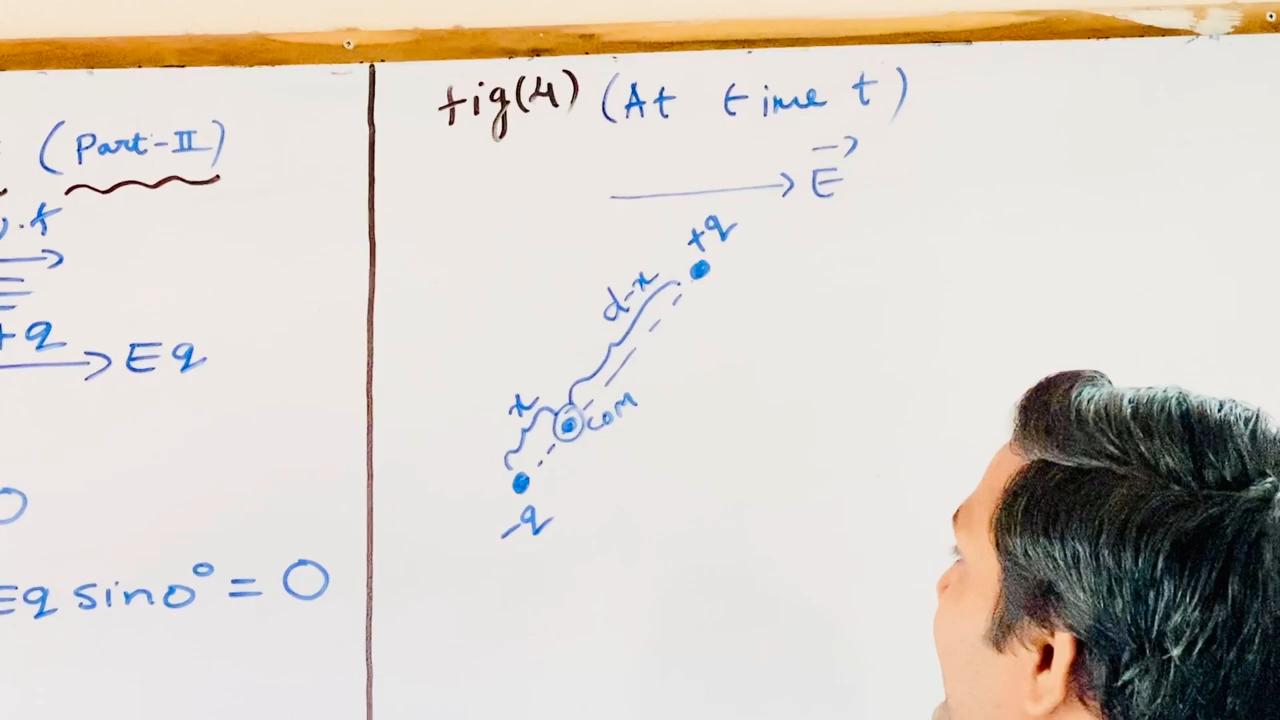 (Part-II)
+q
Eq
Eq sin0° = 0
fig(4) (At time t)
E
+q
d-x
x
com
-q